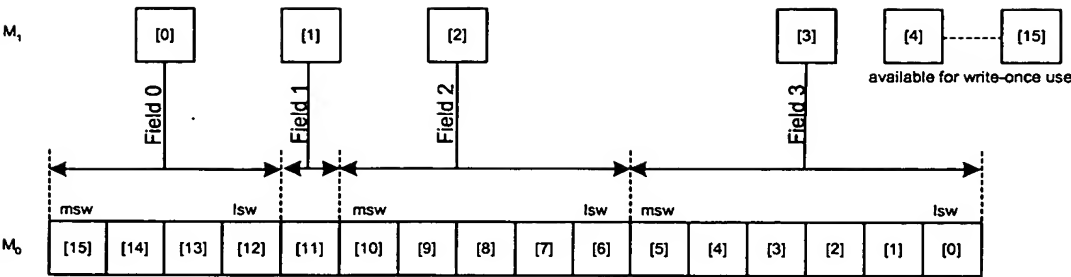 M1 [0] [1] [2] [3] [4] [15]
available for write-once use
Field 0 Field 1 Field 2 Field 3
msw lsw msw lsw msw lsw
M0 [15] [14] [13] [12] [11] [10] [9] [8] [7] [6] [5] [4] [3] [2] [1] [0]